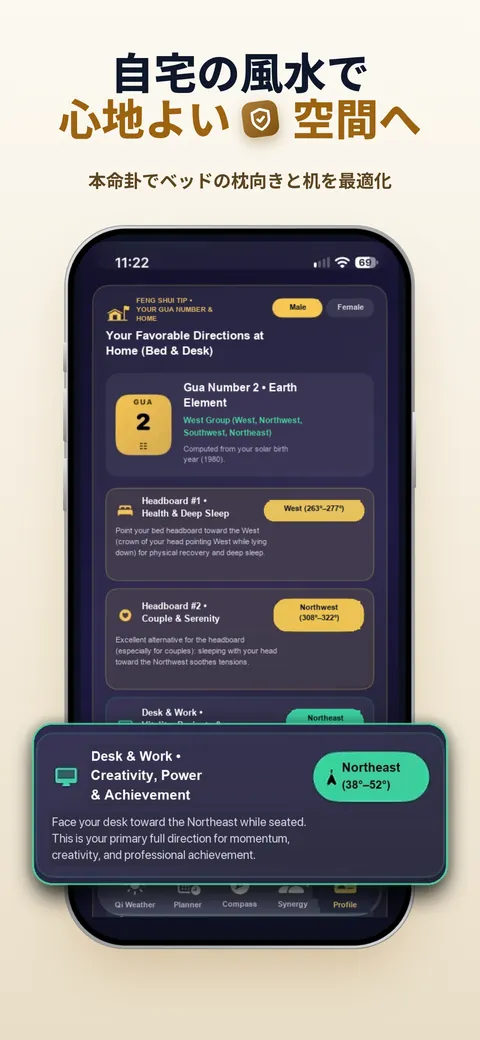 自宅の風水で
心地よい 空間へ
本命卦でベッドの枕向きと机を最適化
11:22
69
FENG SHUI TIP •
YOUR GUA NUMBER &
HOME
Male
Female
Your Favorable Directions at
Home (Bed & Desk)
GUA
2
Gua Number 2 • Earth
Element
West Group (West, Northwest,
Southwest, Northeast)
Computed from your solar birth
year (1980).
Headboard #1 •
Health & Deep Sleep
West (263°–277°)
Point your bed headboard toward the West
(crown of your head pointing West while lying
down) for physical recovery and deep sleep.
Headboard #2 •
Couple & Serenity
Northwest
(308°–322°)
Excellent alternative for the headboard
(especially for couples): sleeping with your head
toward the Northwest soothes tensions.
Desk & Work •
Northeast
Desk & Work •
Creativity, Power
& Achievement
Northeast
(38°–52°)
Face your desk toward the Northeast while seated.
This is your primary full direction for momentum,
creativity, and professional achievement.
Qi Weather
Planner
Compass
Synergy
Profile